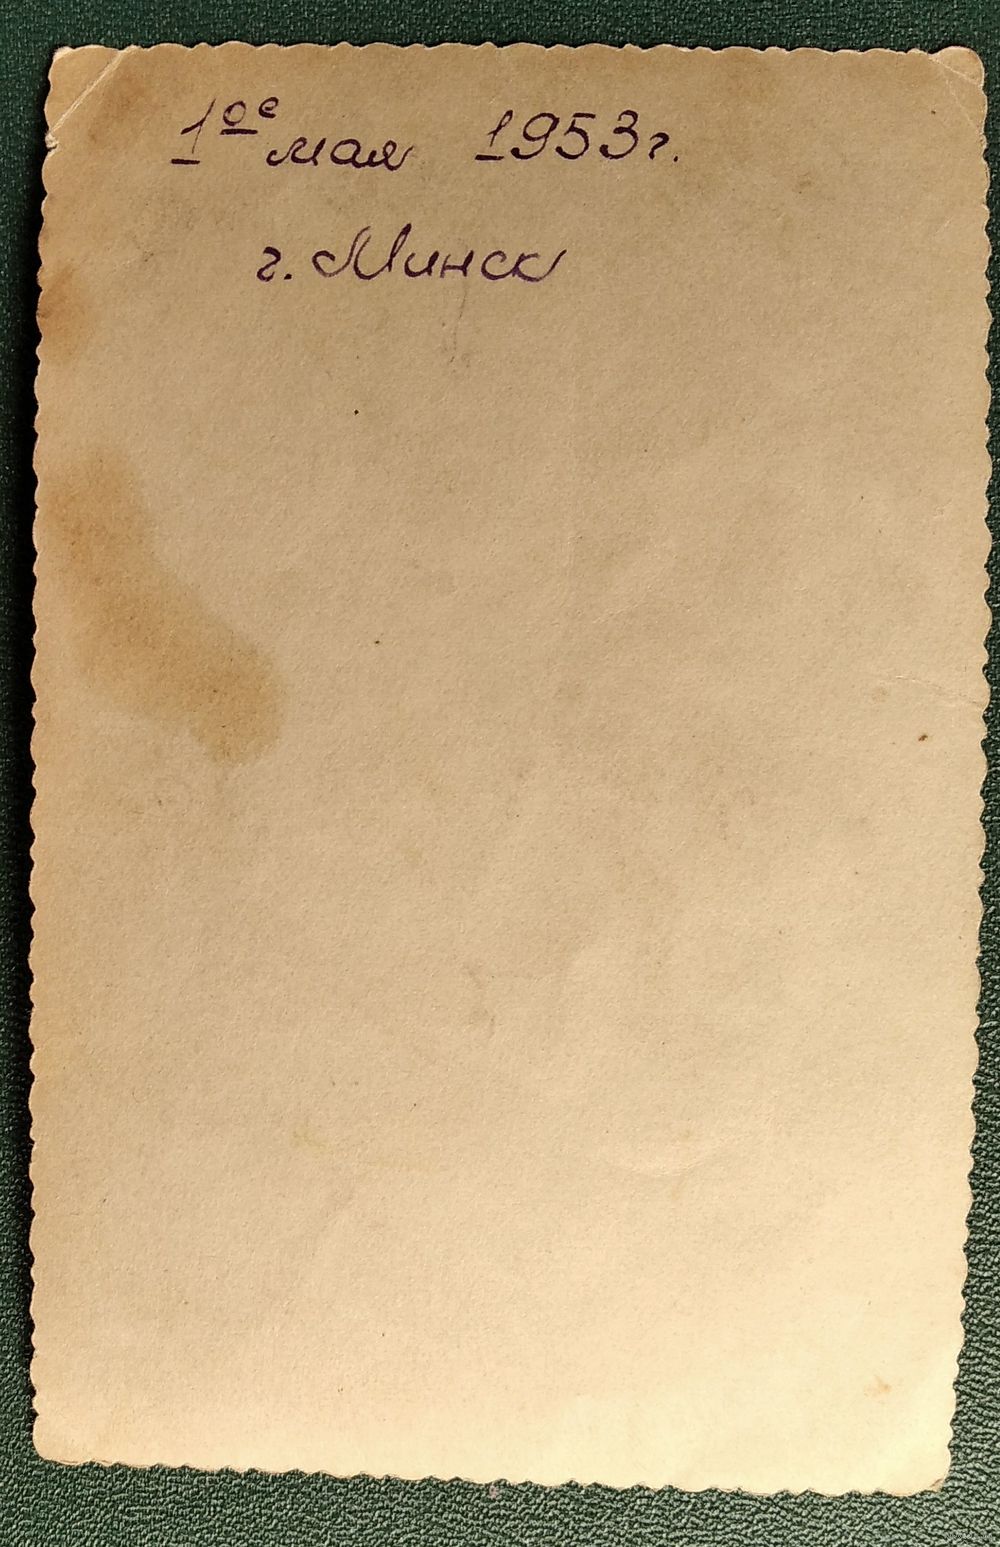 1ое мая 1953г.
г. Минск